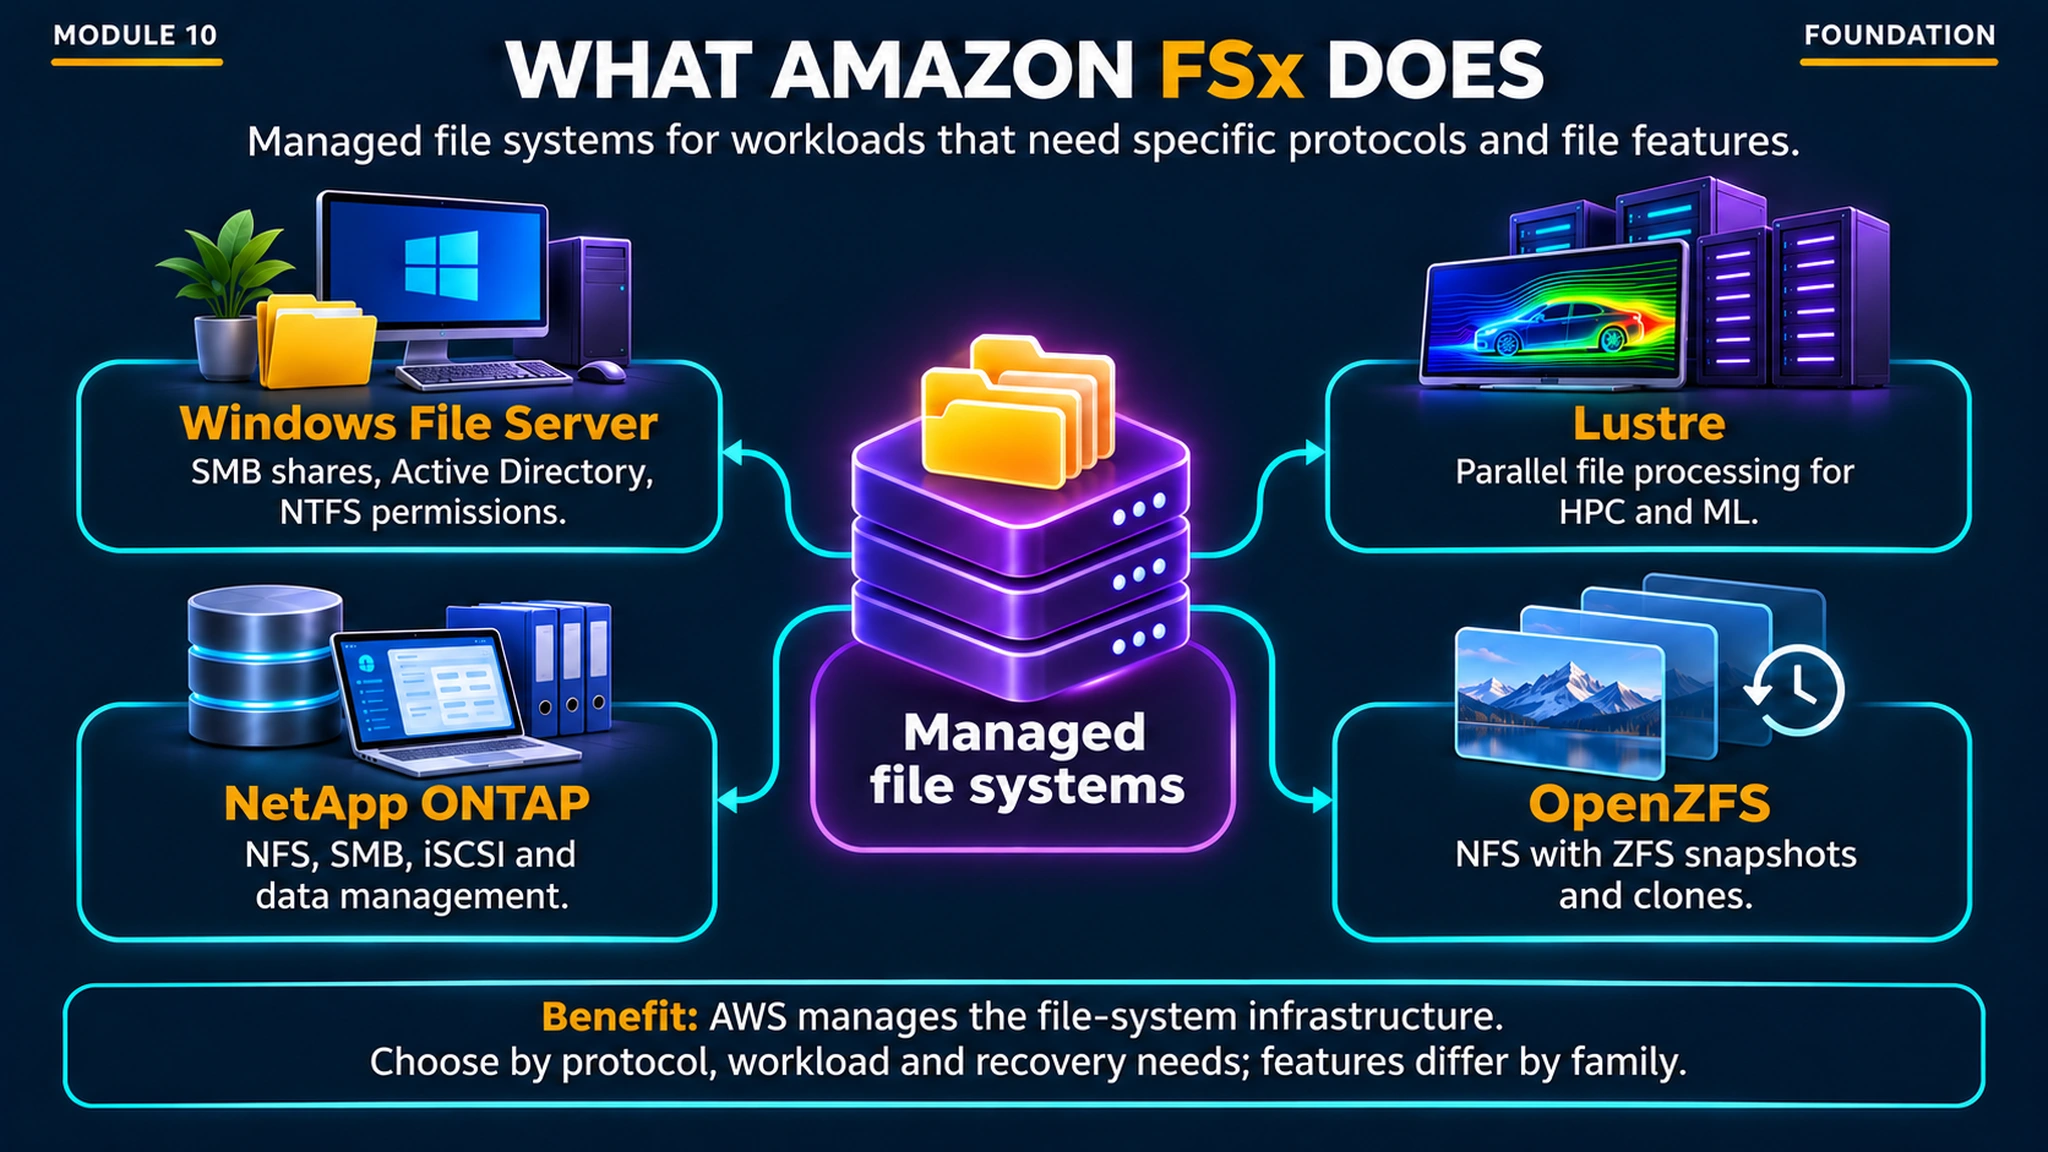 MODULE 10
FOUNDATION
WHAT AMAZON FSx DOES
Managed file systems for workloads that need specific protocols and file features.
Windows File Server
SMB shares, Active Directory,
NTFS permissions.
Lustre
Parallel file processing for
HPC and ML.
Managed
file systems
NetApp ONTAP
NFS, SMB, iSCSI and
data management.
OpenZFS
NFS with ZFS snapshots
and clones.
Benefit: AWS manages the file-system infrastructure.
Choose by protocol, workload and recovery needs; features differ by family.